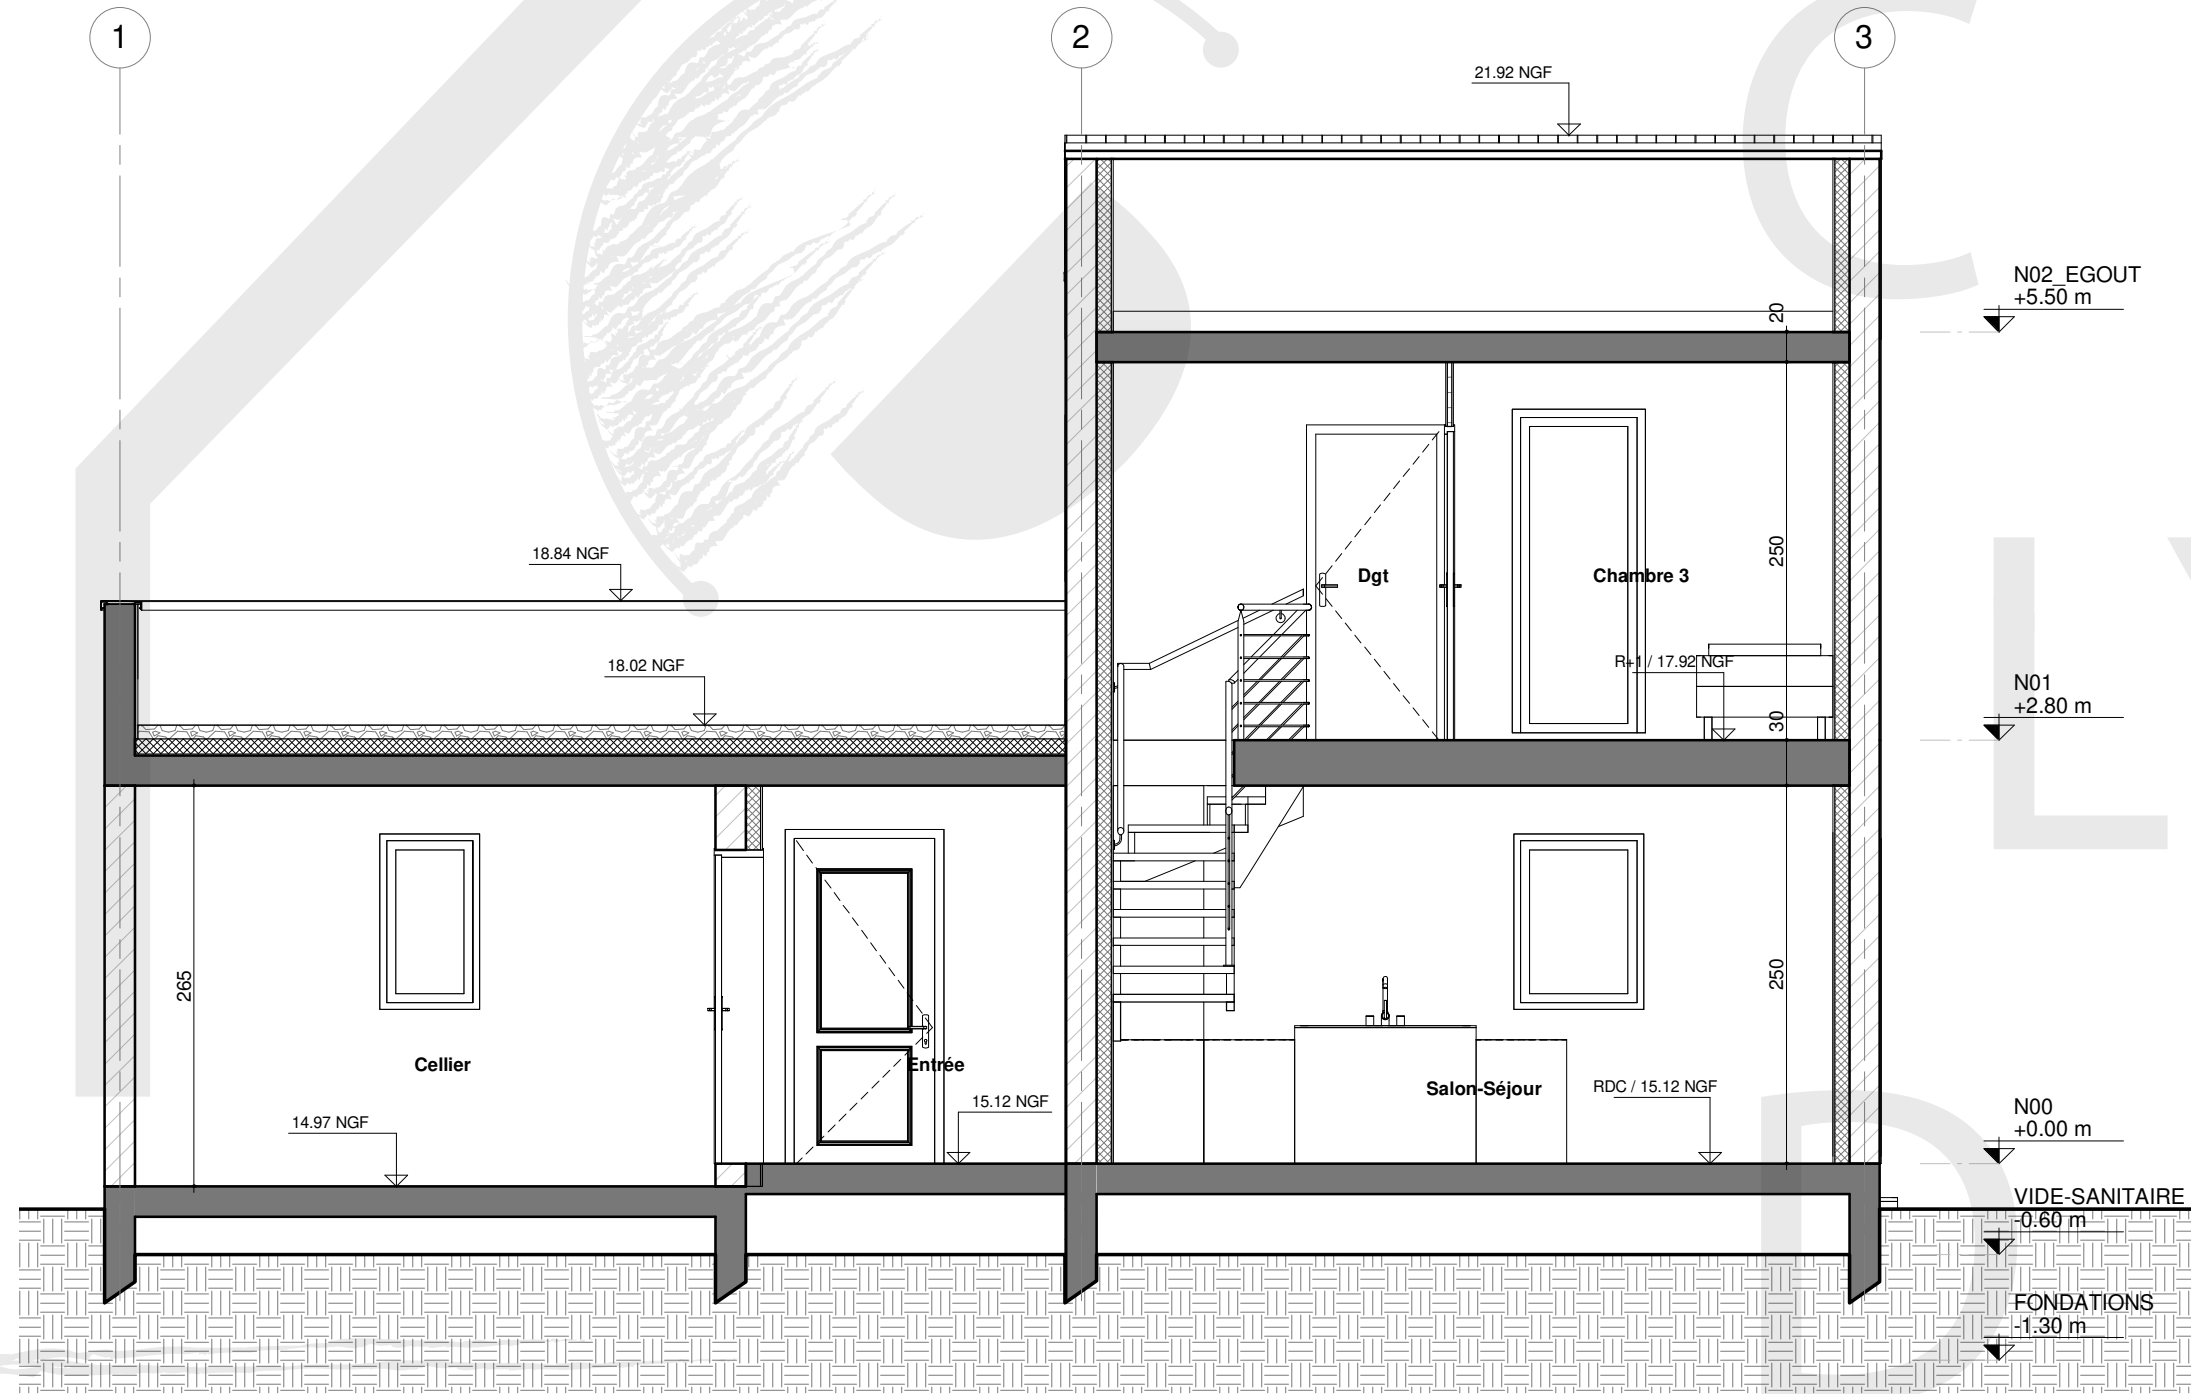 1
2
3
21.92 NGF
N02_EGOUT
+5.50 m
20
18.84 NGF
250
Dgt
Chambre 3
18.02 NGF
R+1 / 17.92 NGF
N01
+2.80 m
30
265
250
Cellier
Entrée
Salon-Séjour
RDC / 15.12 NGF
15.12 NGF
14.97 NGF
N00
+0.00 m
VIDE-SANITAIRE
-0.60 m
FONDATIONS
-1.30 m
C
L
D